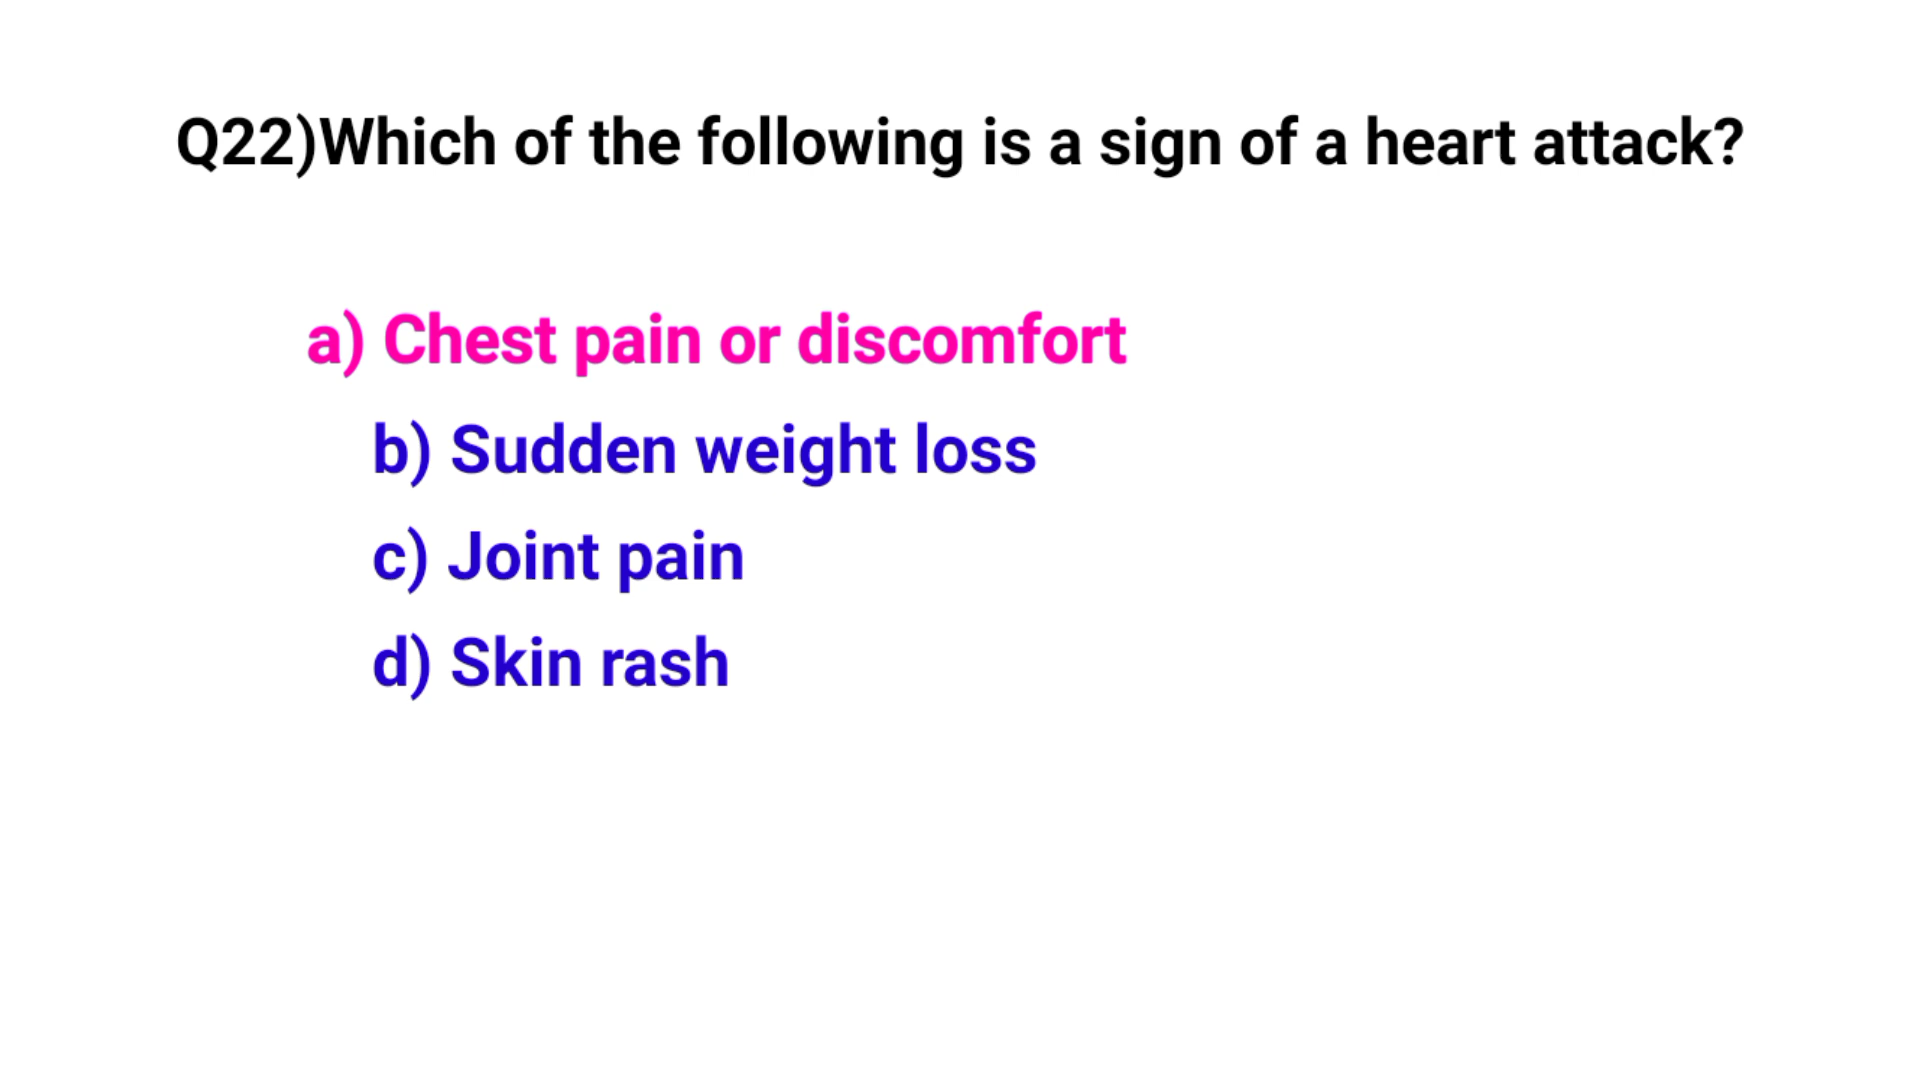 Q22)Which of the following is a sign of a heart attack?
a) Chest pain or discomfort
b) Sudden weight loss
c) Joint pain
d) Skin rash